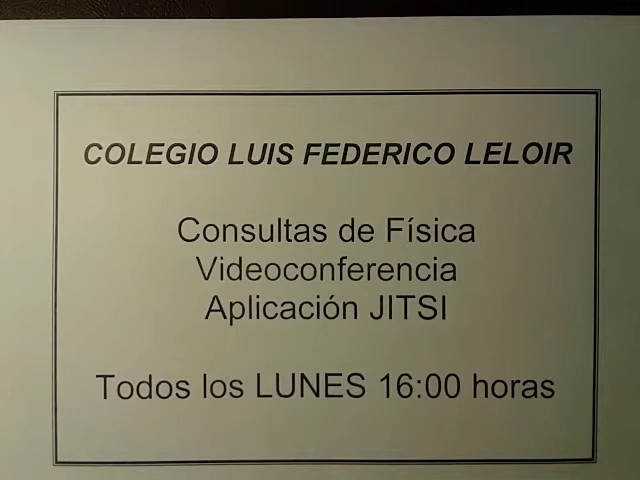 COLEGIO LUIS FEDERICO LELOIR
Consultas de Física
Videoconferencia
Aplicación JITSI
Todos los LUNES 16:00 horas